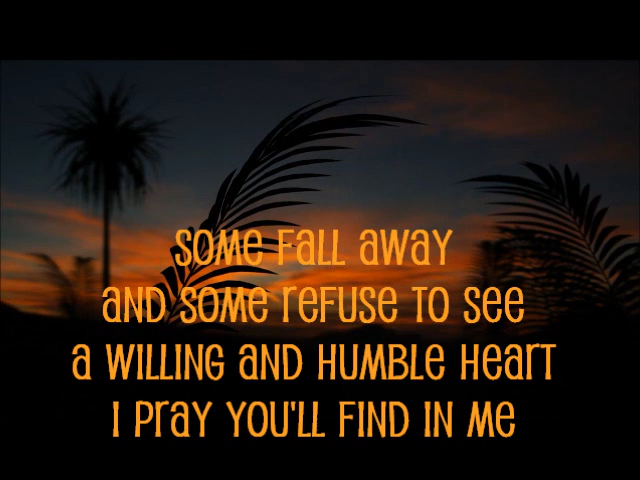 Some fall away
and some refuse to see
a willing and humble heart
I pray you'll find in me